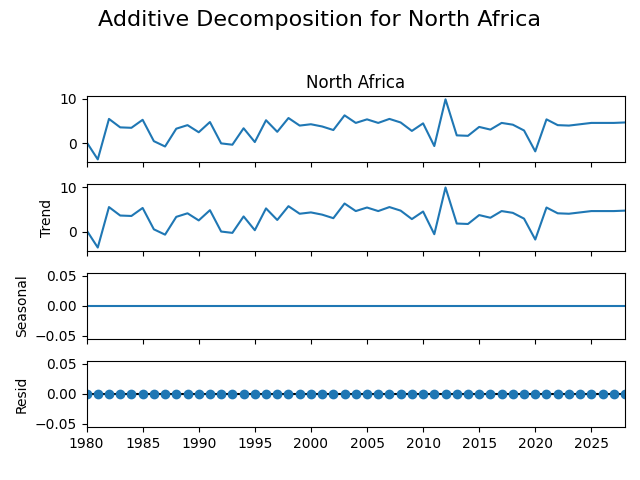 Additive Decomposition for North Africa
North Africa
10
0
Trend
10
0
Seasonal
0.05
0.00
−0.05
Resid
0.05
0.00
−0.05
1980 1985 1990 1995 2000 2005 2010 2015 2020 2025